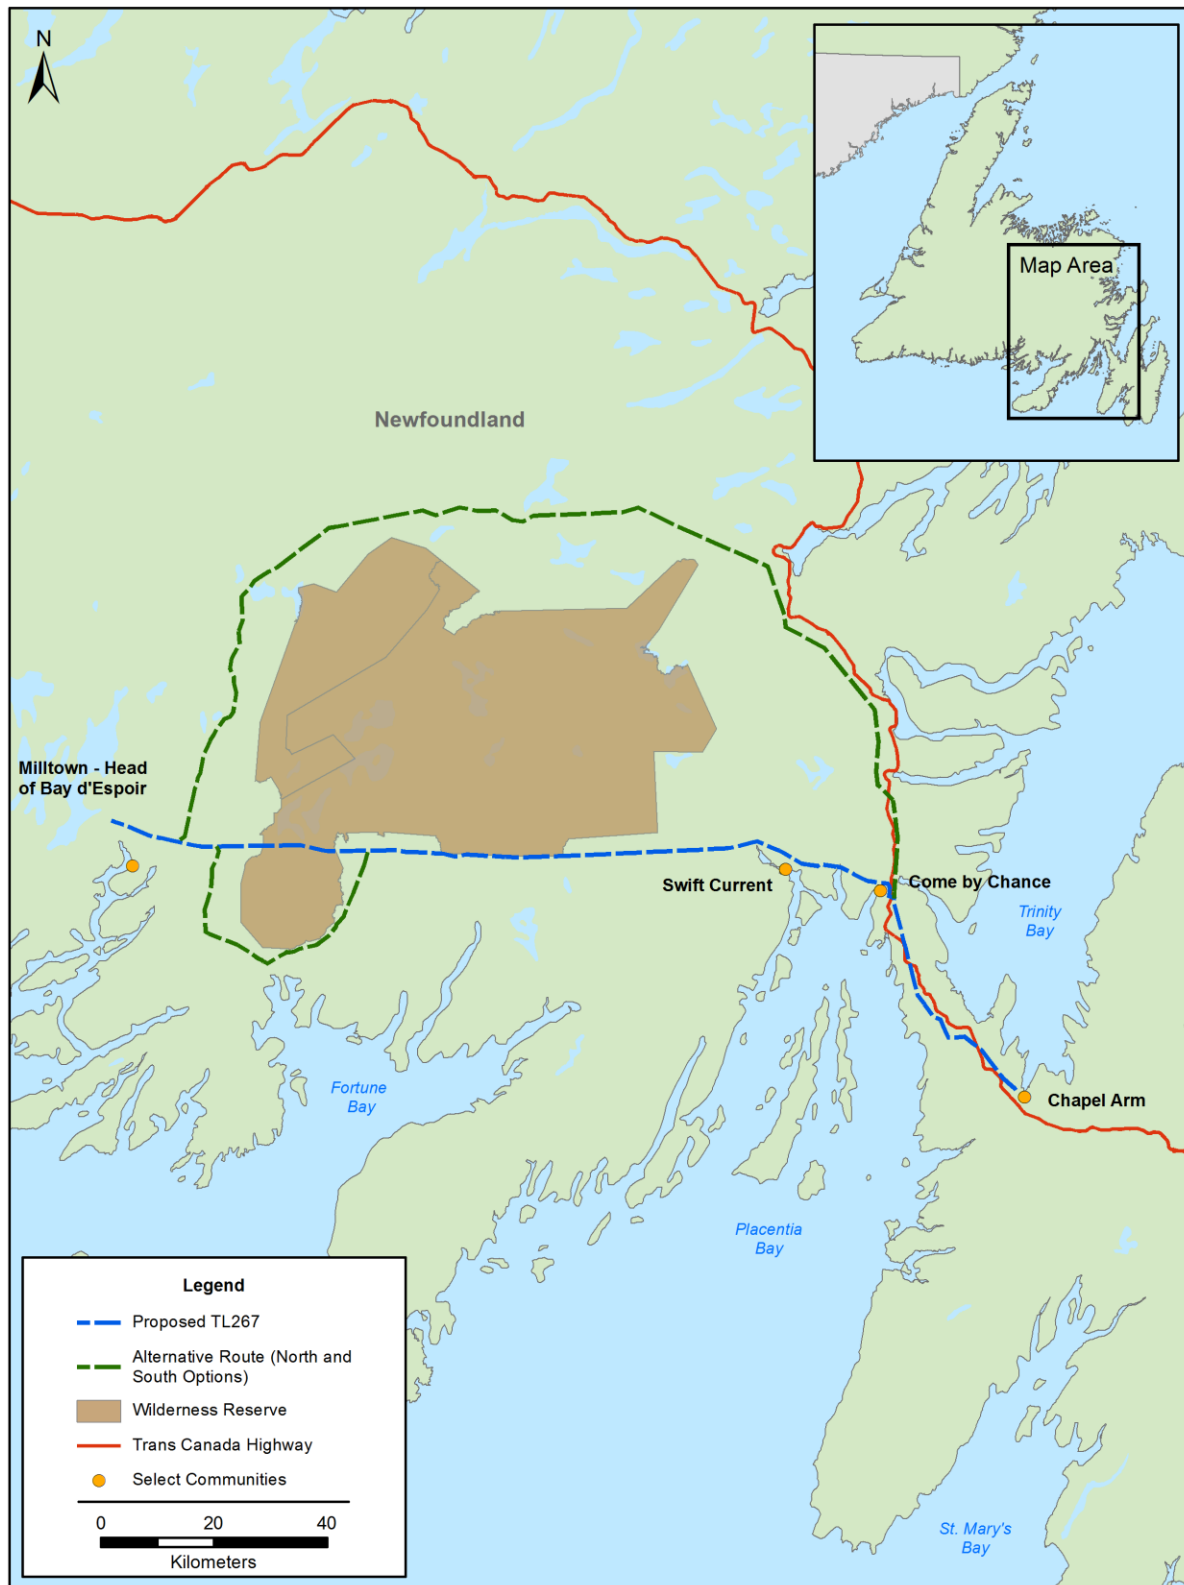 N
Map Area
Newfoundland
Milltown - Head
of Bay d'Espoir
Swift Current
Come by Chance
Trinity
Bay
Fortune
Bay
Chapel Arm
Placentia
Bay
St. Mary's
Bay
Legend
Proposed TL267
Alternative Route (North and
South Options)
Wilderness Reserve
Trans Canada Highway
Select Communities
0 20 40
Kilometers